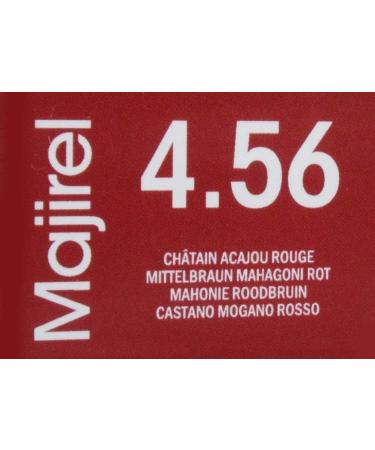 Majirel
4.56
CHÂTAIN ACAJOU ROUGE
MITTELBRAUN MAHAGONI ROT
MAHONIE ROODBRUIN
CASTANO MOGANO ROSSO